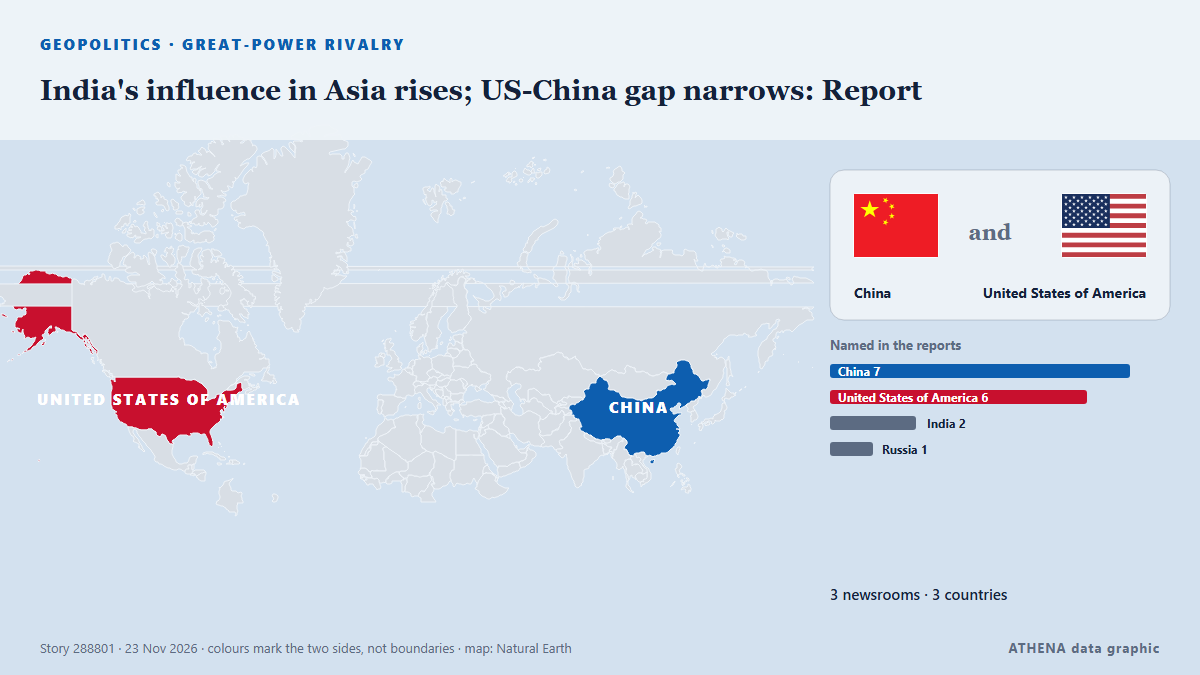 GEOPOLITICS · GREAT-POWER RIVALRY
India's influence in Asia rises; US-China gap narrows: Report
UNITED STATES OF AMERICA
CHINA
and
China
United States of America
Named in the reports
China 7
United States of America 6
India 2
Russia 1
3 newsrooms · 3 countries
Story 288801 · 23 Nov 2026 · colours mark the two sides, not boundaries · map: Natural Earth
ATHENA data graphic